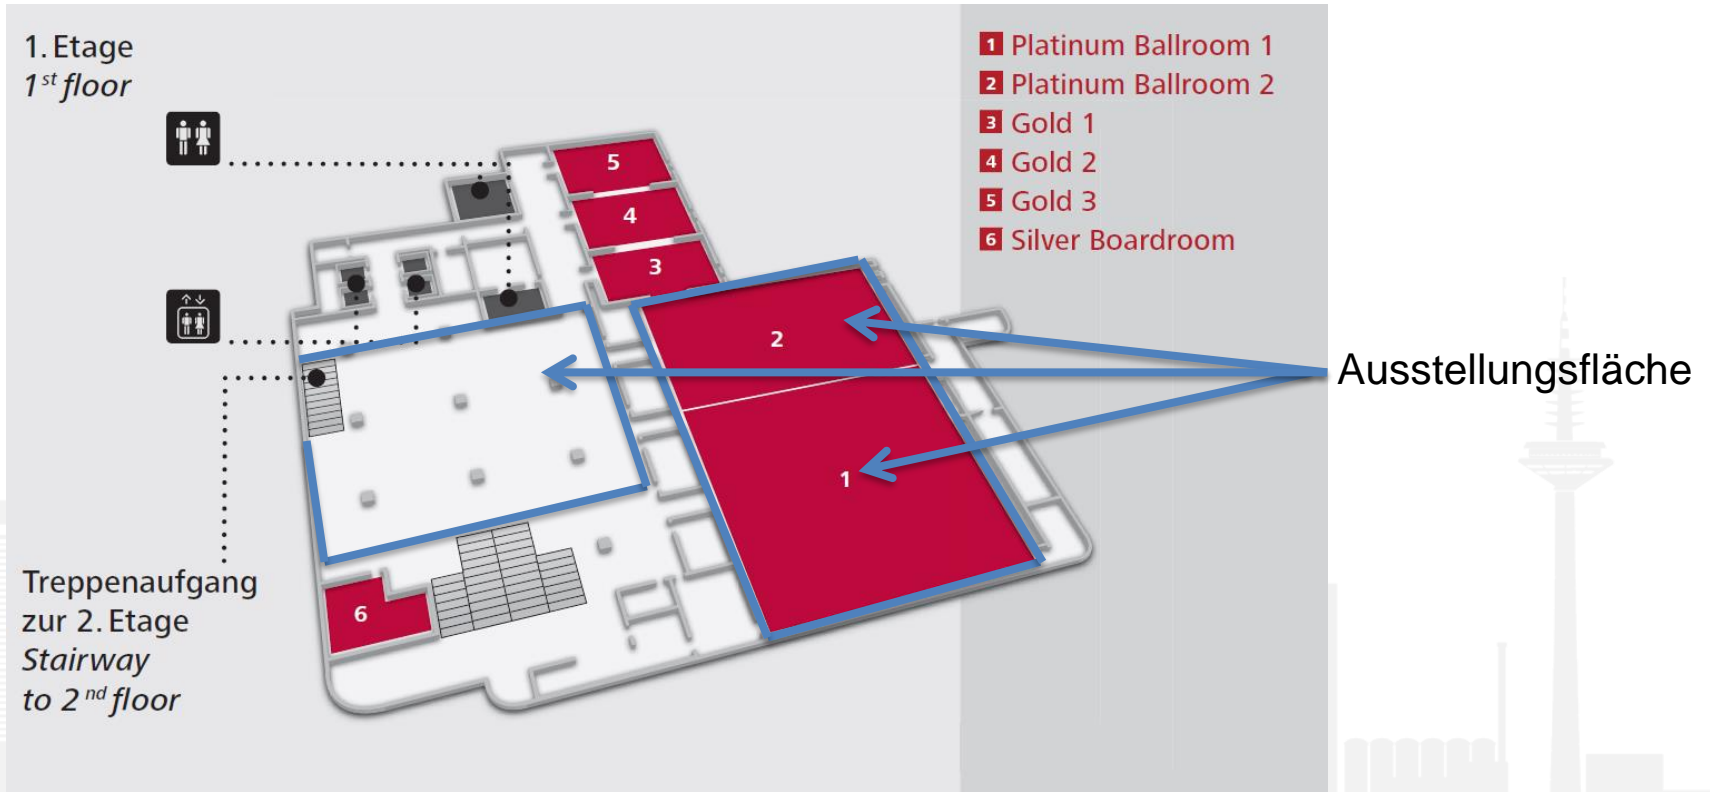 1. Etage
1st floor
1 Platinum Ballroom 1
2 Platinum Ballroom 2
3 Gold 1
4 Gold 2
5 Gold 3
6 Silver Boardroom
5
4
3
2
1
6
Ausstellungsfläche
Treppenaufgang
zur 2. Etage
Stairway
to 2nd floor